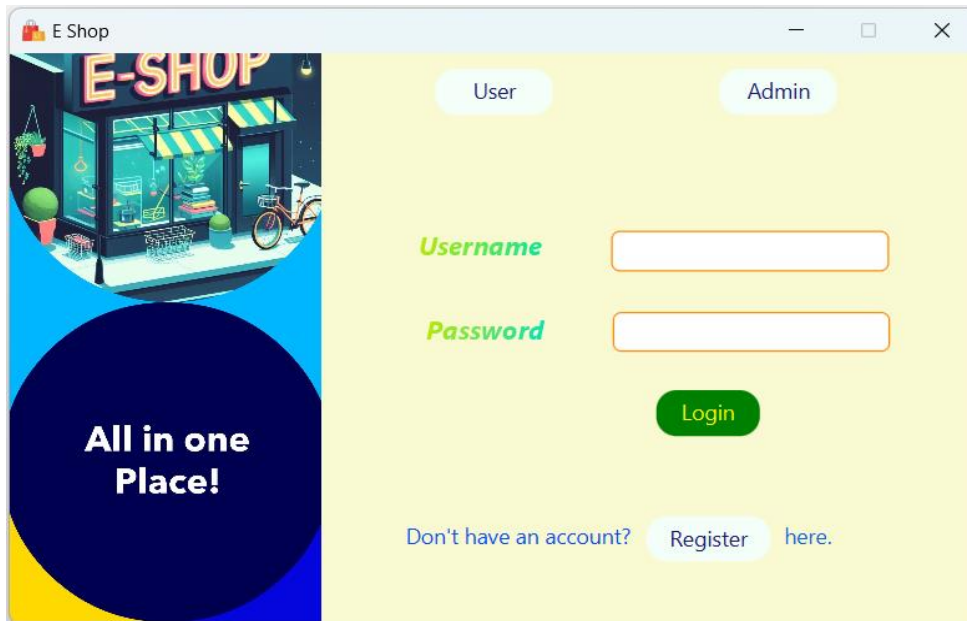 E Shop
E-SHOP
User Admin
Username
Password
Login
All in one
Place!
Don't have an account? Register here.